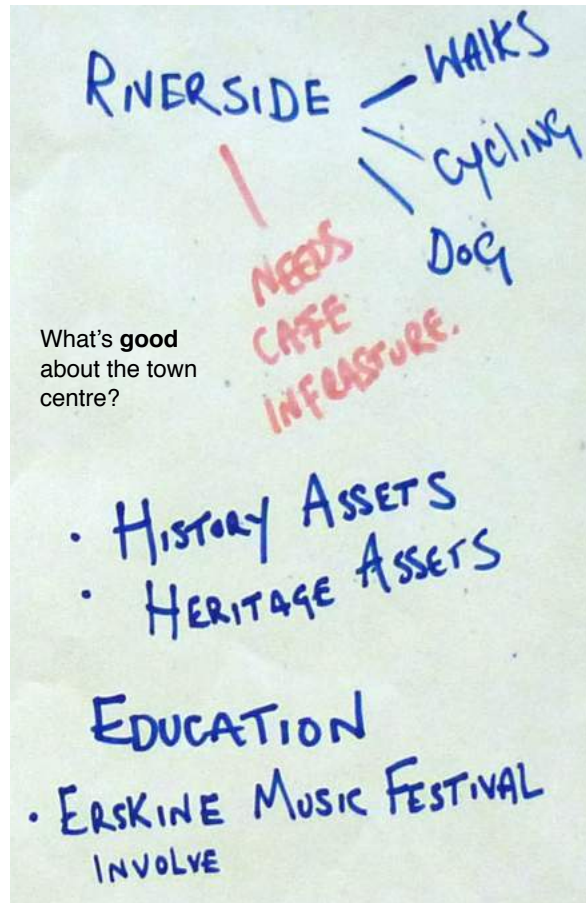 RIVERSIDE
WALKS
CYCLING
DOG
NEEDS
CAFE
INFRASTURE.
What's good
about the town
centre?
• HISTORY ASSETS
• HERITAGE ASSETS
EDUCATION
• ERSKINE MUSIC FESTIVAL
INVOLVE